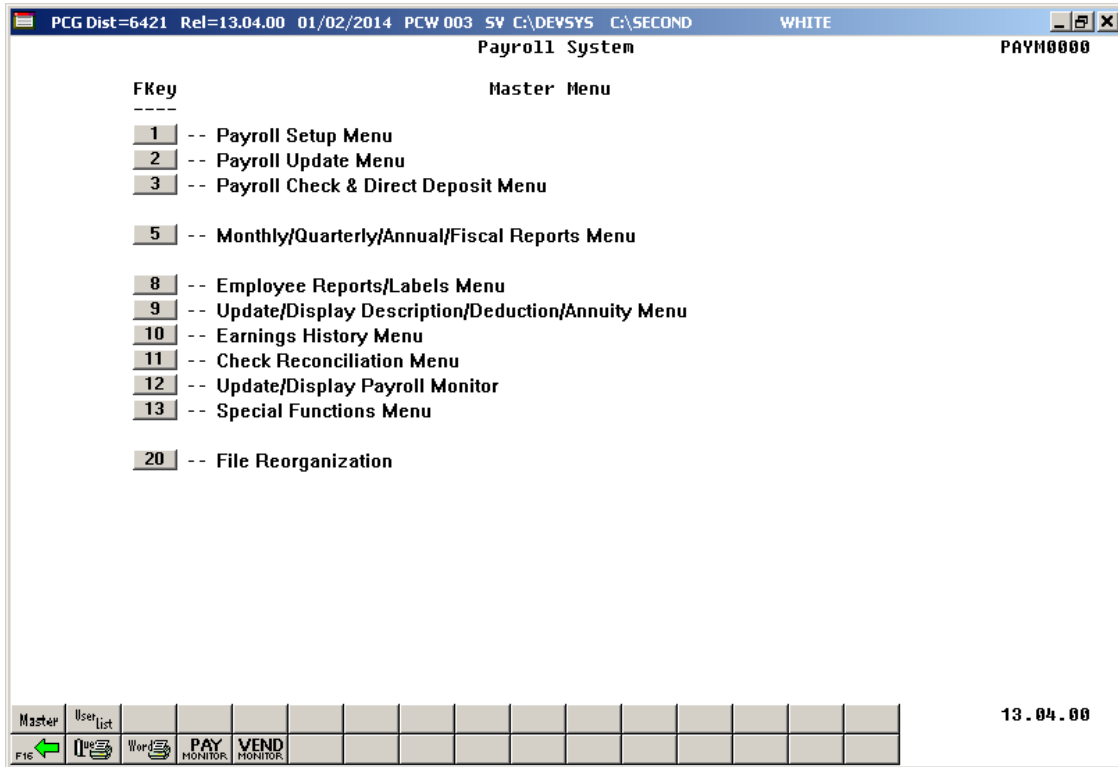 PCG Dist=6421 Rel=13.04.00 01/02/2014 PCW 003 SV C:\DEVSYS C:\SECOND WHITE
Payroll System PAYM0000
FKey Master Menu
----
1 -- Payroll Setup Menu
2 -- Payroll Update Menu
3 -- Payroll Check & Direct Deposit Menu
5 -- Monthly/Quarterly/Annual/Fiscal Reports Menu
8 -- Employee Reports/Labels Menu
9 -- Update/Display Description/Deduction/Annuity Menu
10 -- Earnings History Menu
11 -- Check Reconciliation Menu
12 -- Update/Display Payroll Monitor
13 -- Special Functions Menu
20 -- File Reorganization
Master User List 13.04.00
F16 Que Word PAY MONITOR VEND MONITOR